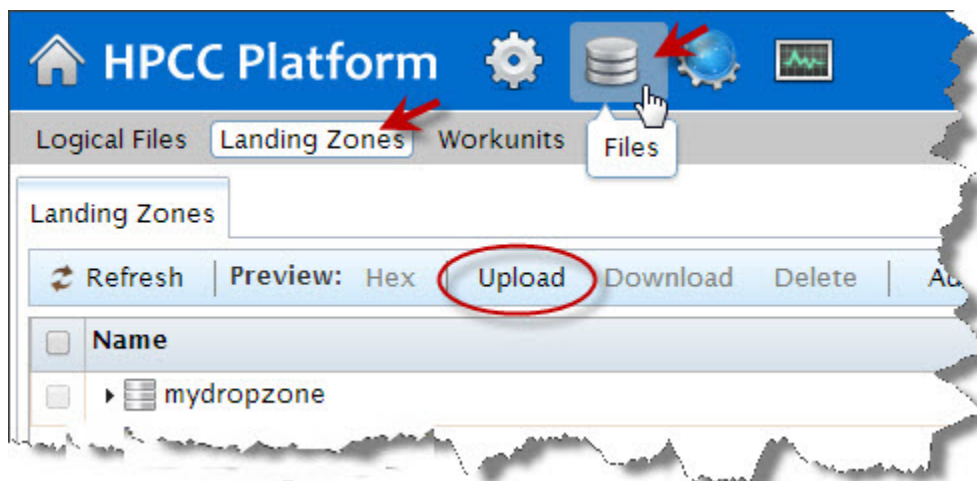 HPCC Platform
Logical Files Landing Zones Workunits Files
Landing Zones
Refresh Preview: Hex Upload Download Delete
Name
mydropzone